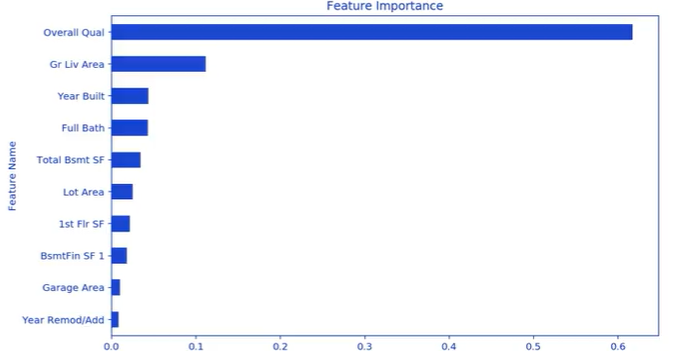 Feature Importance
Feature Name
Overall Qual
Gr Liv Area
Year Built
Full Bath
Total Bsmt SF
Lot Area
1st Flr SF
BsmtFin SF 1
Garage Area
Year Remod/Add
0.0 0.1 0.2 0.3 0.4 0.5 0.6